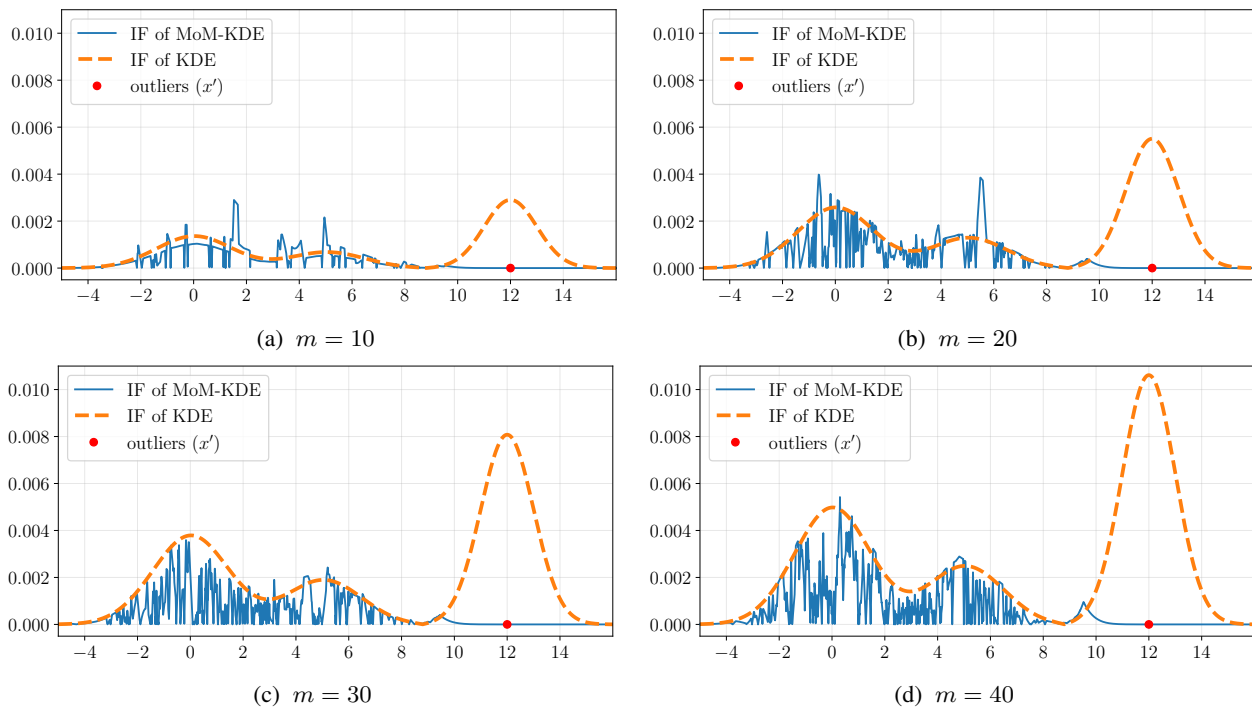 IF of MoM-KDE
IF of KDE
outliers (x′)
0.010
0.008
0.006
0.004
0.002
0.000
−4 −2 0 2 4 6 8 10 12 14
(a) m = 10
IF of MoM-KDE
IF of KDE
outliers (x′)
0.010
0.008
0.006
0.004
0.002
0.000
−4 −2 0 2 4 6 8 10 12 14
(b) m = 20
IF of MoM-KDE
IF of KDE
outliers (x′)
0.010
0.008
0.006
0.004
0.002
0.000
−4 −2 0 2 4 6 8 10 12 14
(c) m = 30
IF of MoM-KDE
IF of KDE
outliers (x′)
0.010
0.008
0.006
0.004
0.002
0.000
−4 −2 0 2 4 6 8 10 12 14
(d) m = 40